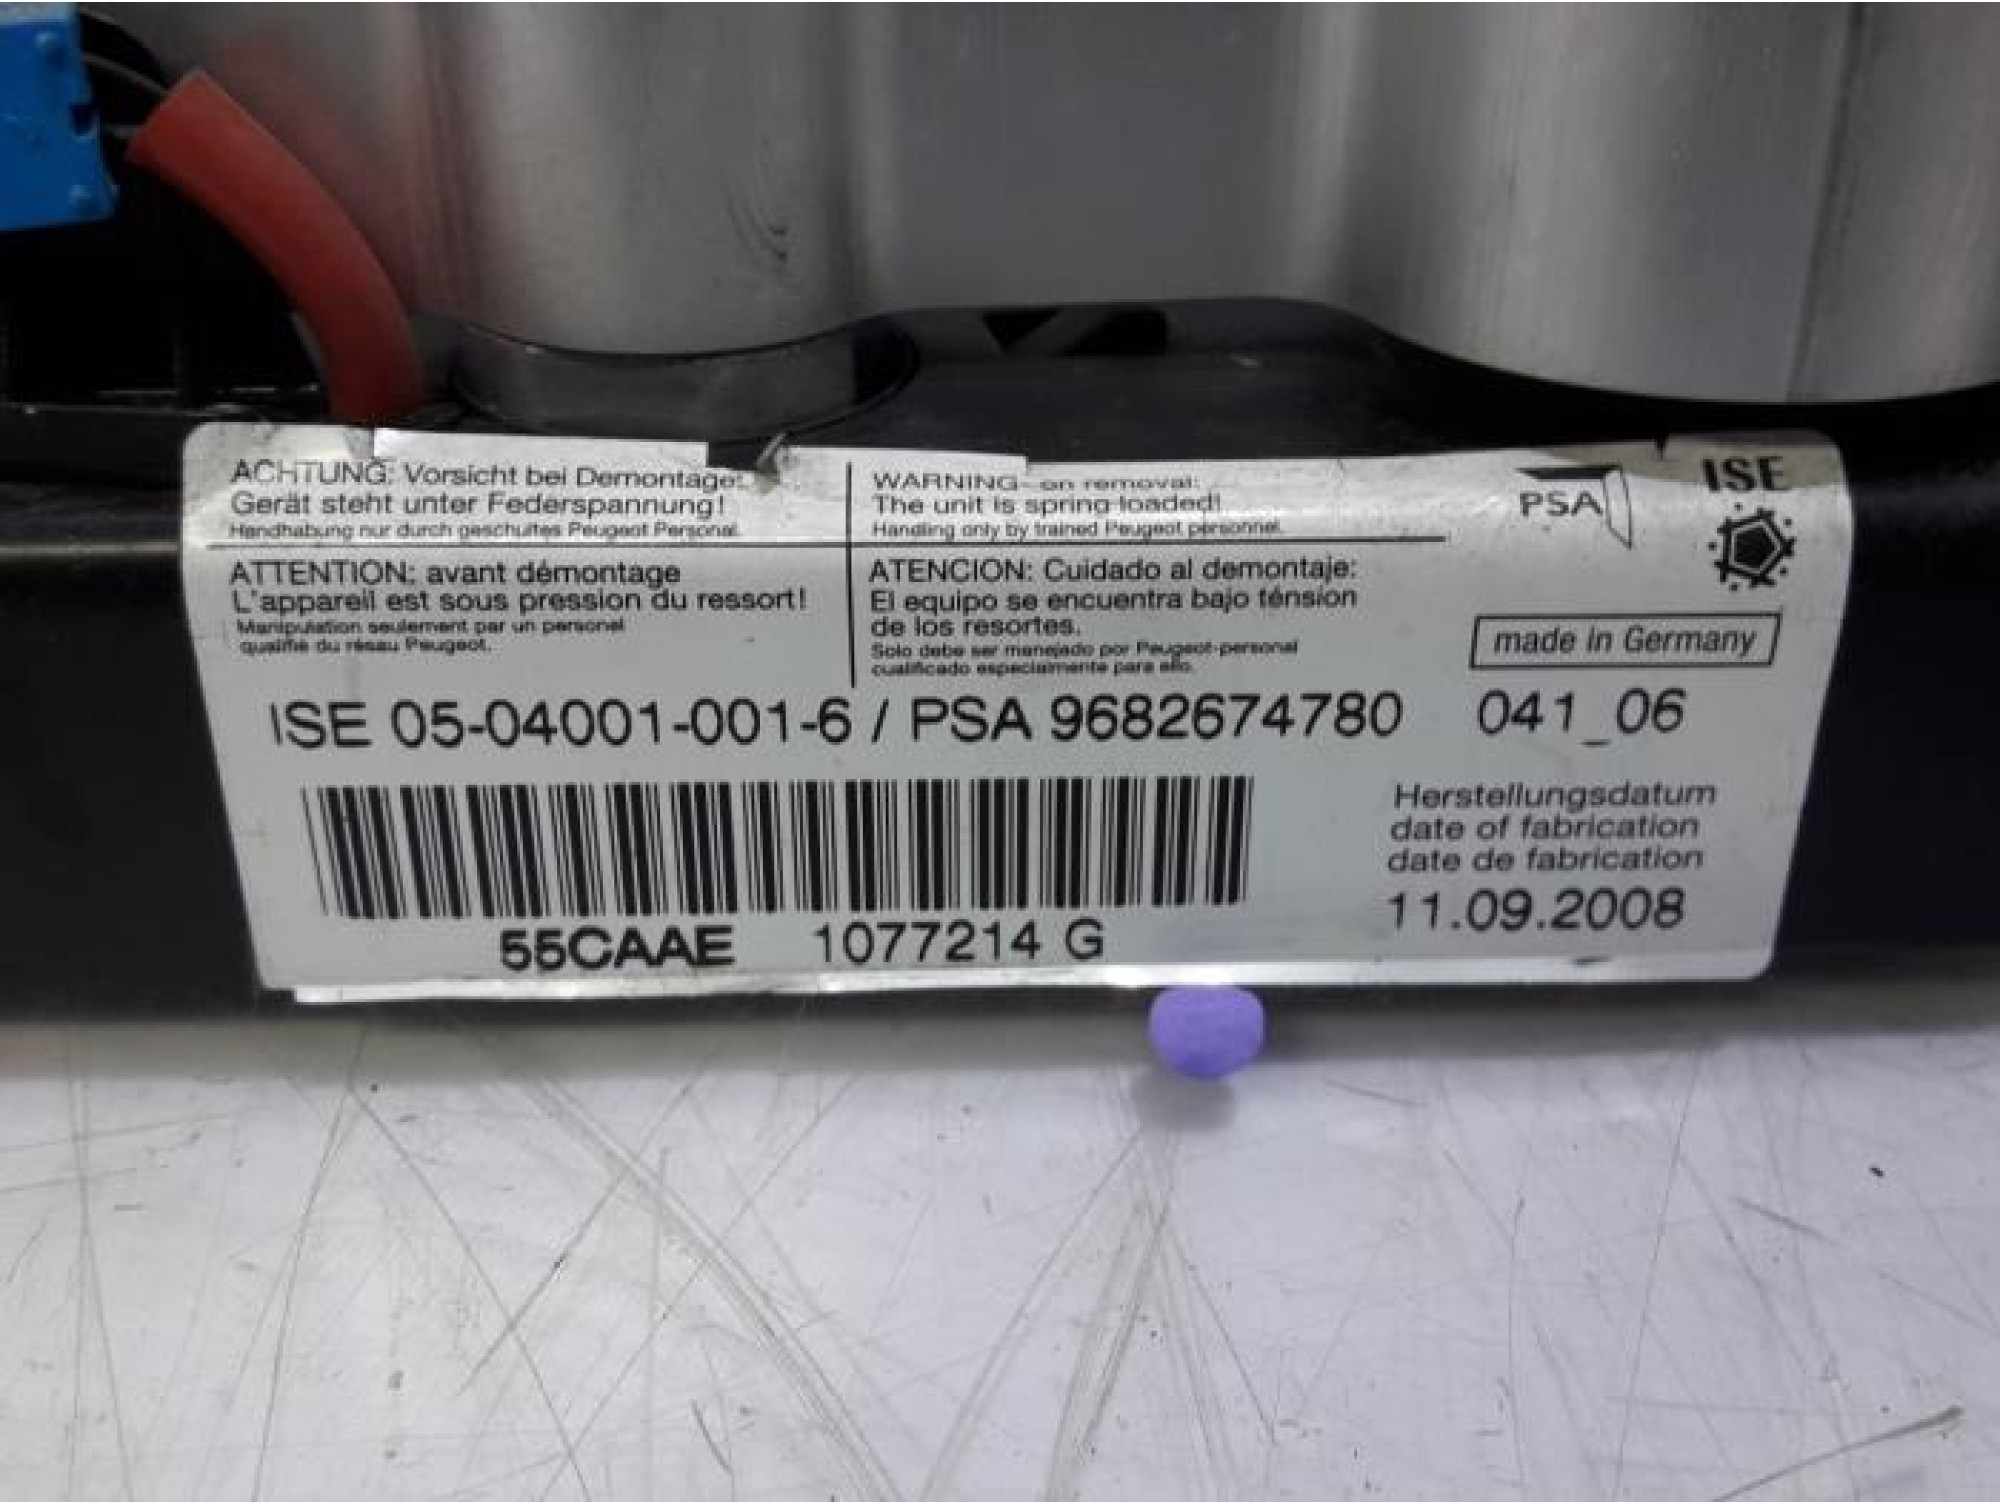 ACHTUNG: Vorsicht bei Demontage:
Gerät steht unter Federspannung!
Handhabung nur durch geschultes Peugeot Personal.
WARNING on removal:
The unit is spring loaded!
Handling only by trained Peugeot personnel.
ATTENTION: avant démontage
L'appareil est sous pression du ressort!
Manipulation seulement par un personal
qualifié du résau Peugeot.
ATENCION: Cuidado al demontaje:
El equipo se encuentra bajo ténsion
de los resortes.
Solo debe ser manejado por Peugeot-personal
cualificado especialmente para ello.
PSA
ISE
made in Germany
ISE 05-04001-001-6 / PSA 9682674780
041_06
Herstellungsdatum
date of fabrication
date de fabrication
11.09.2008
55CAAE 1077214 G